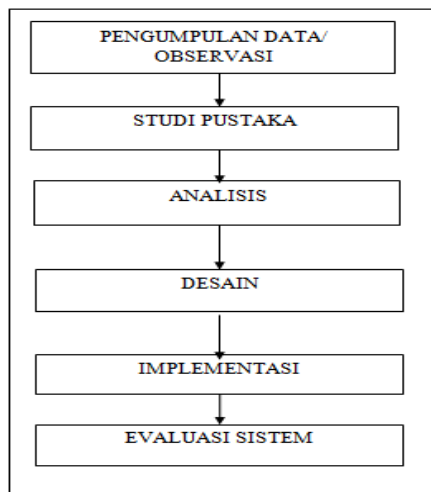 PENGUMPULAN DATA/
OBSERVASI
STUDI PUSTAKA
ANALISIS
DESAIN
IMPLEMENTASI
EVALUASI SISTEM